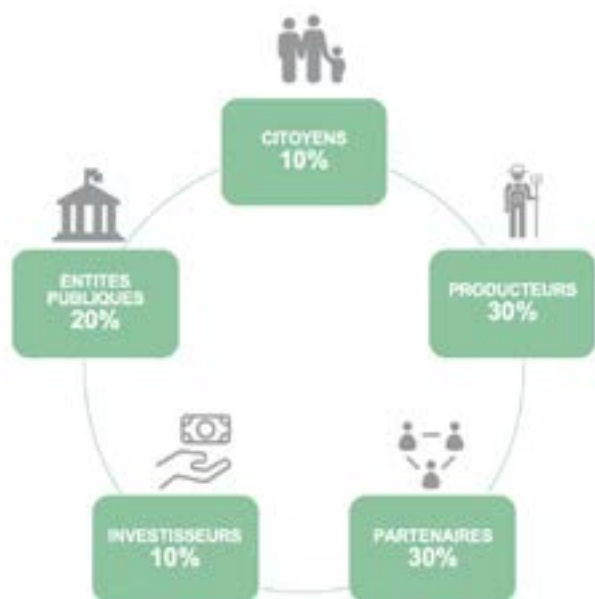 CITOYENS
10%
ENTITES
PUBLIQUES
20%
PRODUCTEURS
30%
INVESTISSEURS
10%
PARTENAIRES
30%